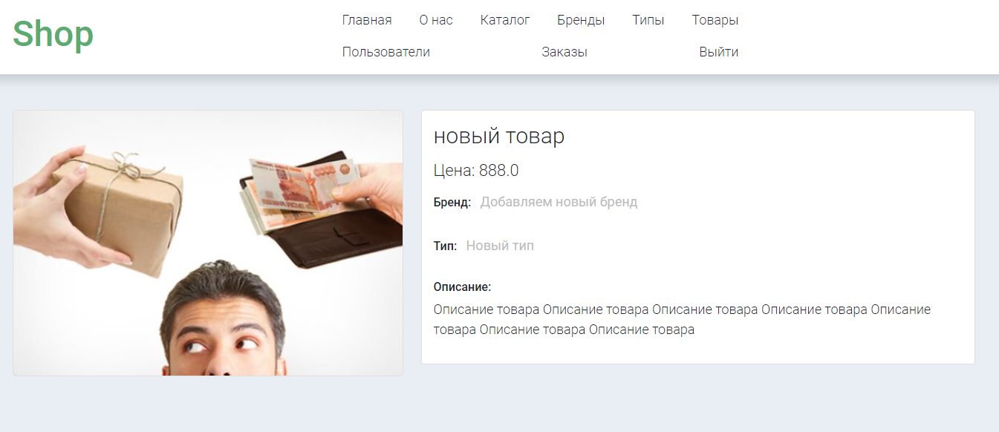 Shop
Главная О нас Каталог Бренды Типы Товары
Пользователи Заказы Выйти
новый товар
Цена: 888.0
Бренд: Добавляем новый бренд
Тип: Новый тип
Описание:
Описание товара Описание товара Описание товара Описание товара Описание
товара Описание товара Описание товара